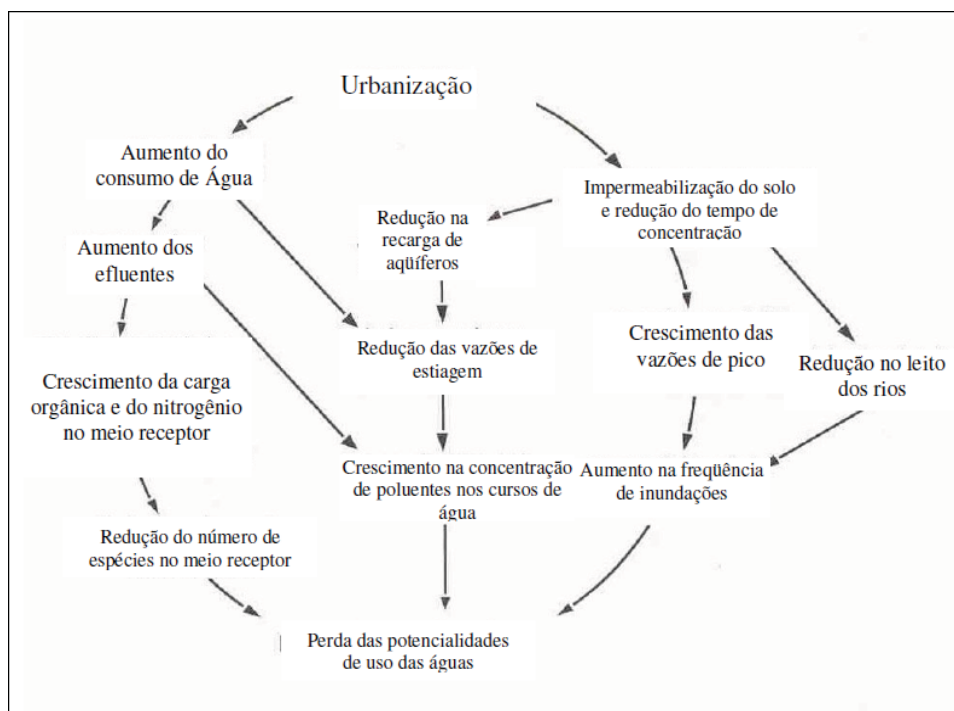 Urbanização
Aumento do
consumo de Água
Impermeabilização do solo
e redução do tempo de
concentração
Redução na
recarga de
aqüíferos
Aumento dos
efluentes
Redução das vazões de
estiagem
Crescimento das
vazões de pico
Redução no leito
dos rios
Crescimento da carga
orgânica e do nitrogênio
no meio receptor
Crescimento na concentração
de poluentes nos cursos de
água
Aumento na freqüência
de inundações
Redução do número de
espécies no meio receptor
Perda das potencialidades
de uso das águas